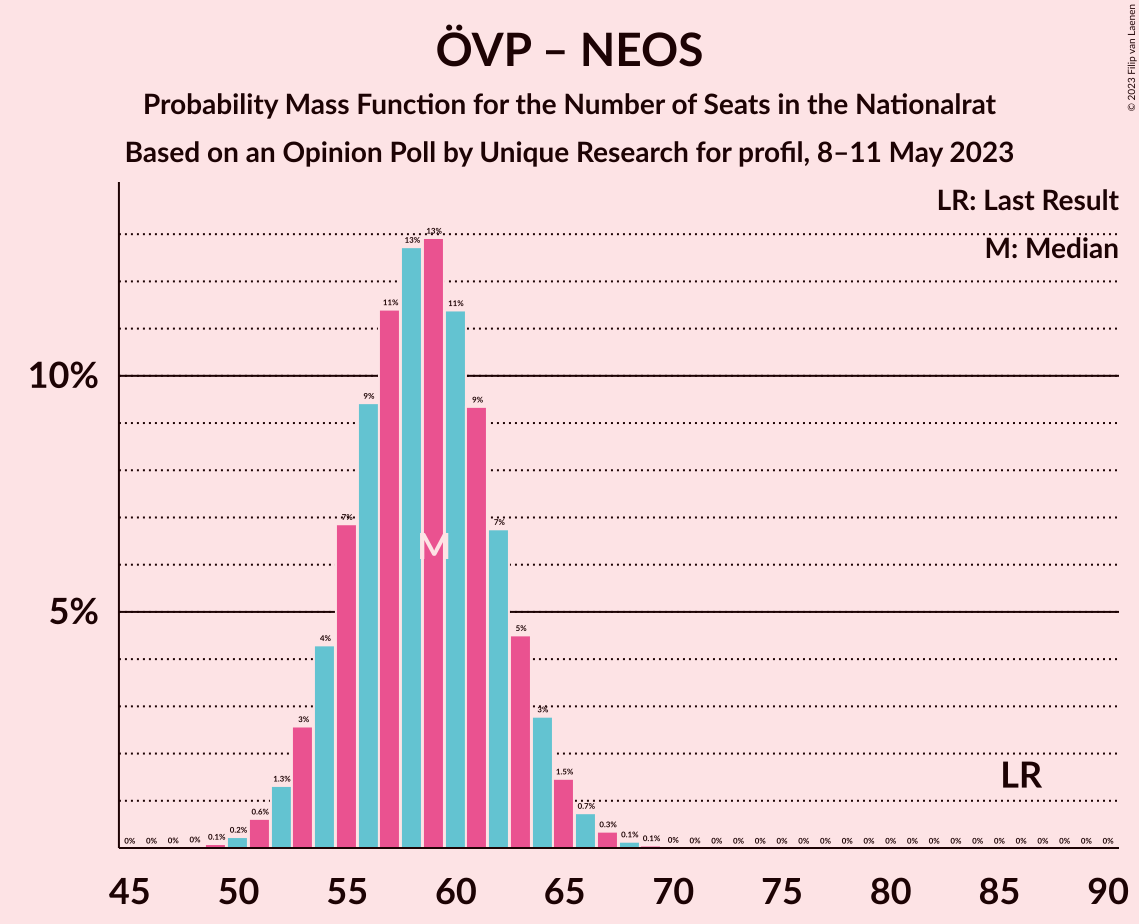 ÖVP – NEOS
Probability Mass Function for the Number of Seats in the Nationalrat
Based on an Opinion Poll by Unique Research for profil, 8–11 May 2023
© 2023 Filip van Laenen
LR: Last Result
M: Median
10%
5%
0% 0% 0% 0% 0.1% 0.2% 0.6% 1.3% 3% 4% 7% 9% 11% 13% 13% 11% 9% 7% 5% 3% 1.5% 0.7% 0.3% 0.1% 0.1% 0% 0% 0% 0% 0% 0% 0% 0% 0% 0% 0% 0% 0% 0% 0% 0% 0% 0% 0% 0% 0%
M
LR
45 50 55 60 65 70 75 80 85 90